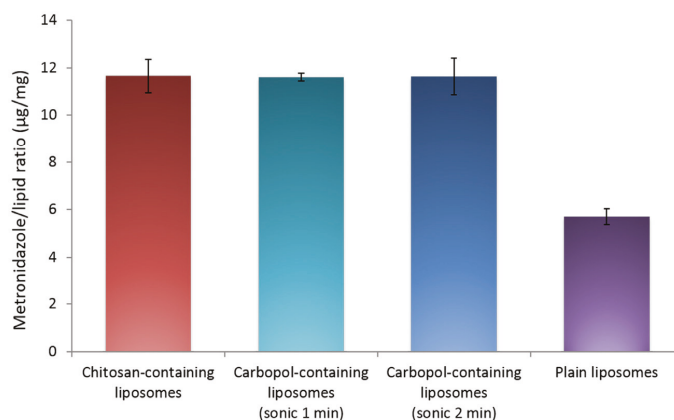 Metronidazole/lipid ratio (µg/mg)
14
12
10
8
6
4
2
0
Chitosan-containing
liposomes
Carbopol-containing
liposomes
(sonic 1 min)
Carbopol-containing
liposomes
(sonic 2 min)
Plain liposomes